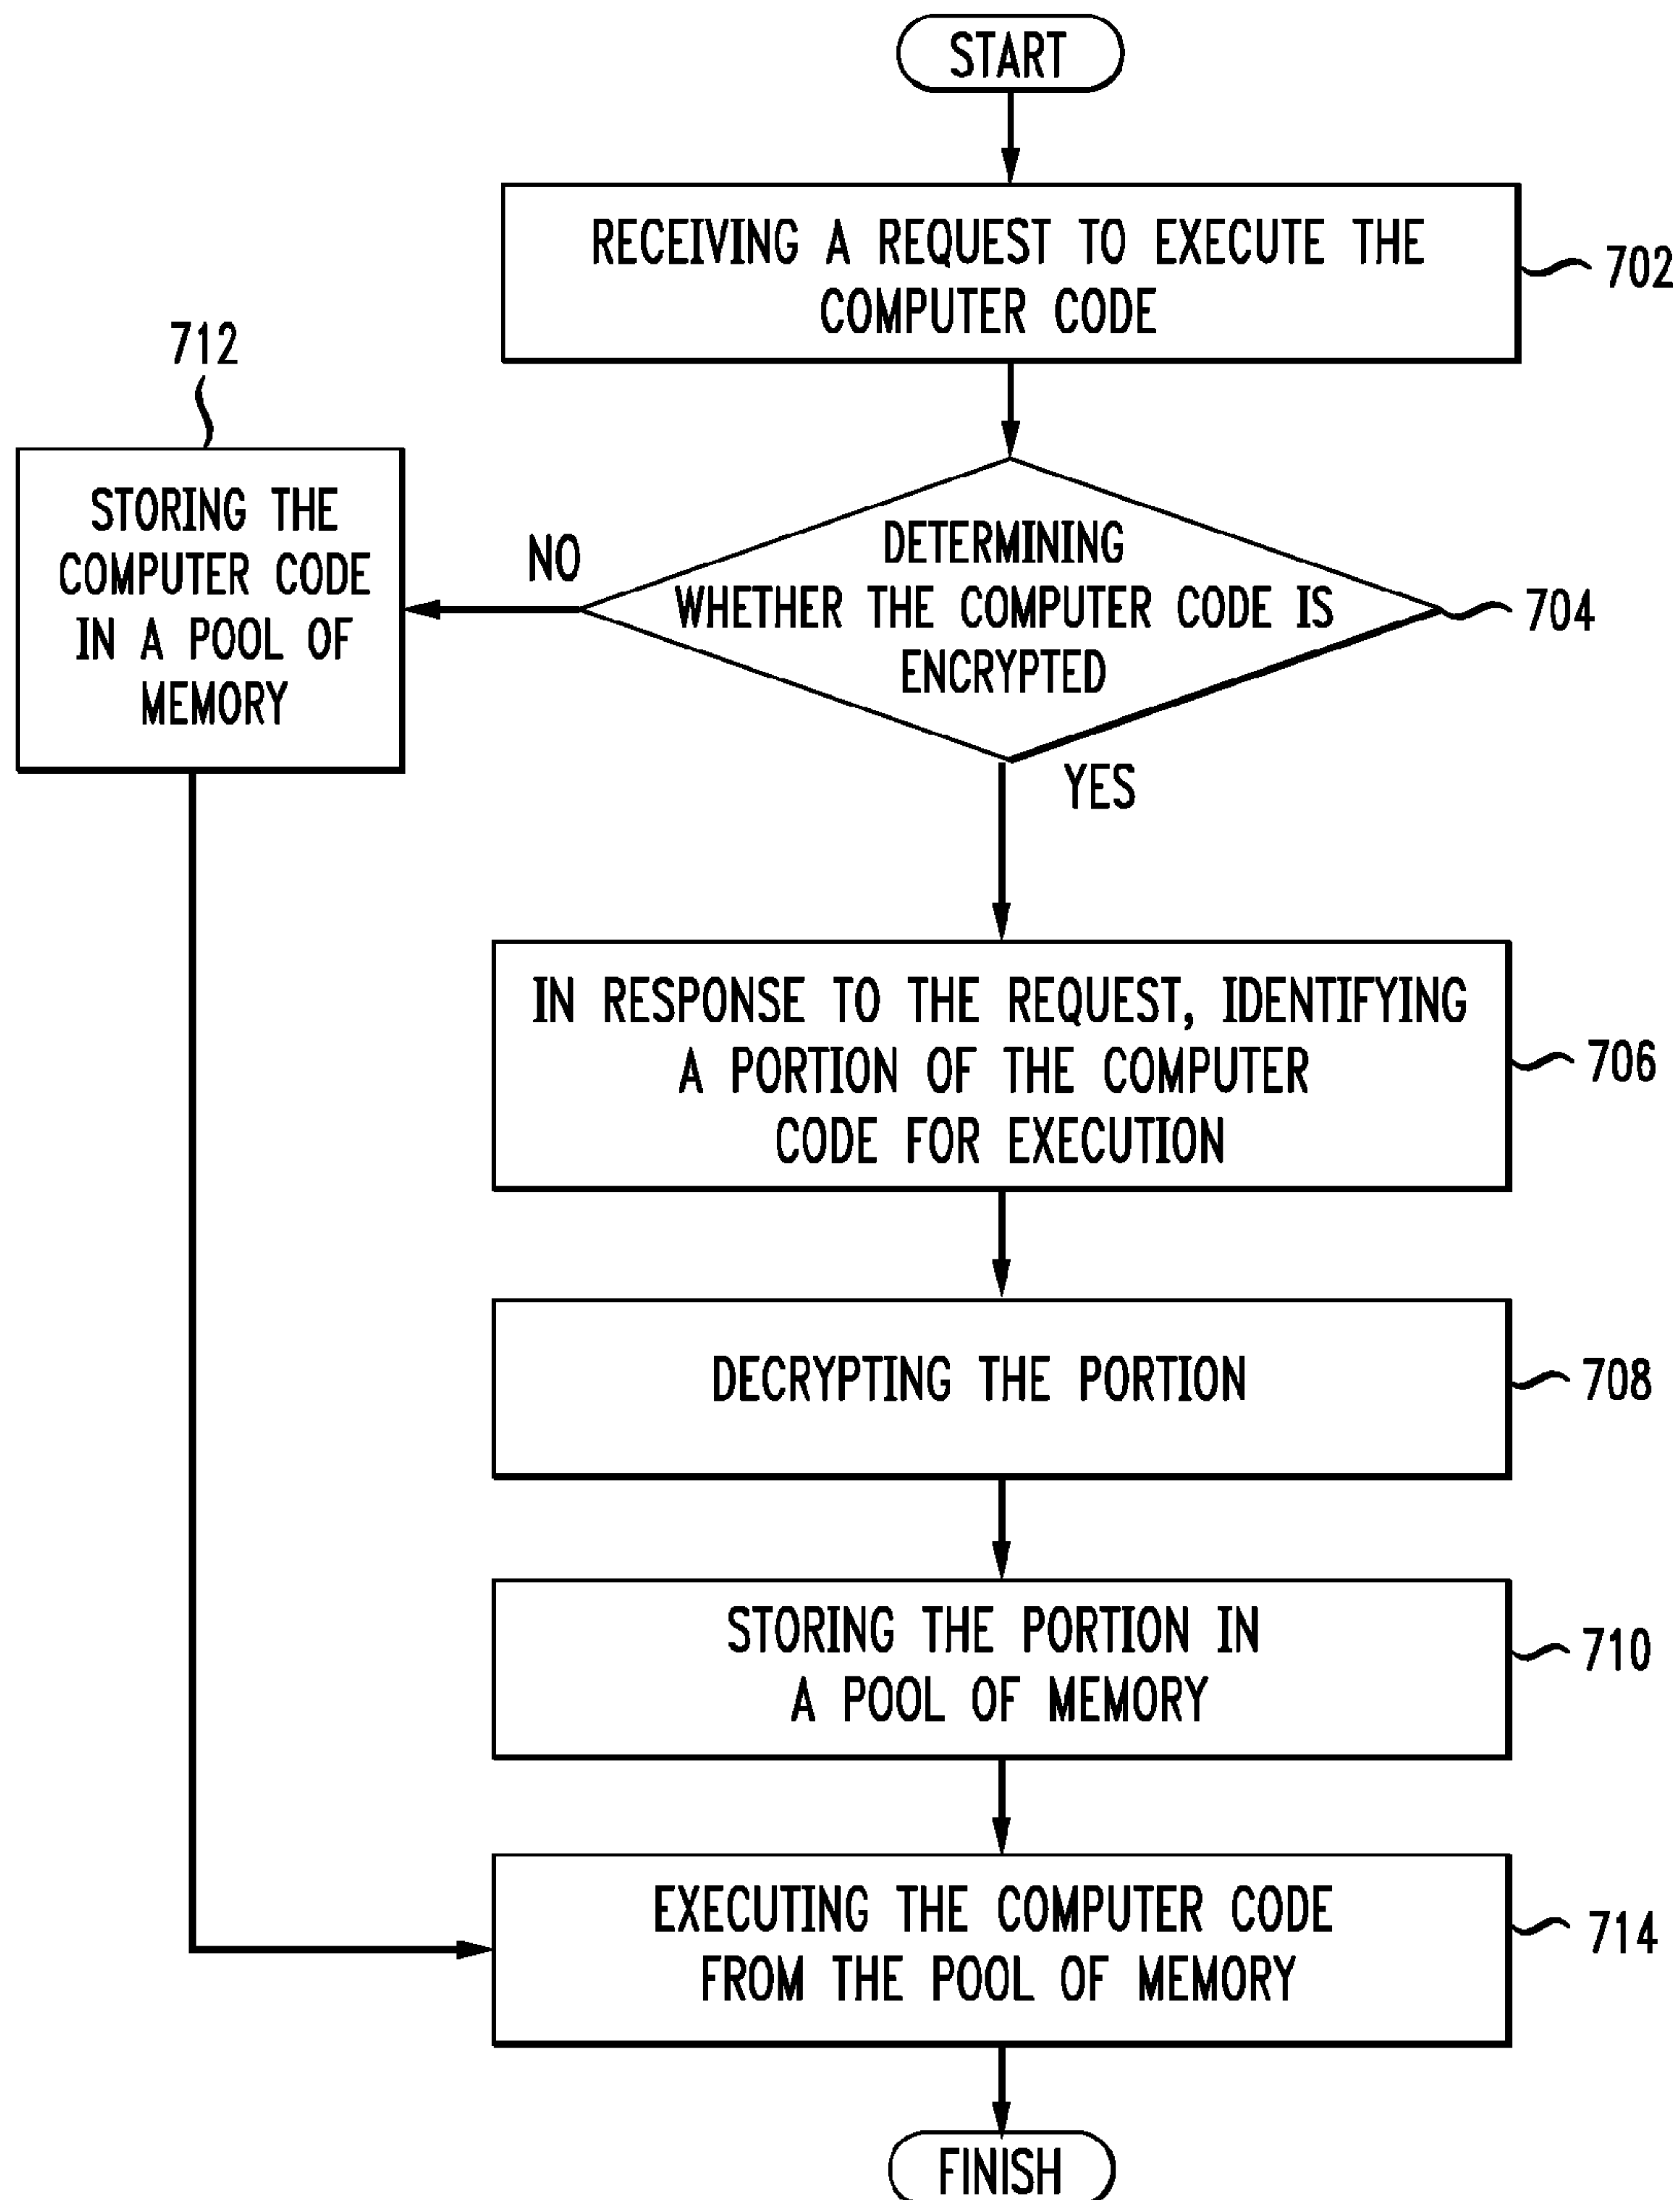 START
RECEIVING A REQUEST TO EXECUTE THE
COMPUTER CODE
702
712
STORING THE
COMPUTER CODE
IN A POOL OF
MEMORY
NO
DETERMINING
WHETHER THE COMPUTER CODE IS
ENCRYPTED
704
YES
IN RESPONSE TO THE REQUEST, IDENTIFYING
A PORTION OF THE COMPUTER
CODE FOR EXECUTION
706
DECRYPTING THE PORTION
708
STORING THE PORTION IN
A POOL OF MEMORY
710
EXECUTING THE COMPUTER CODE
FROM THE POOL OF MEMORY
714
FINISH